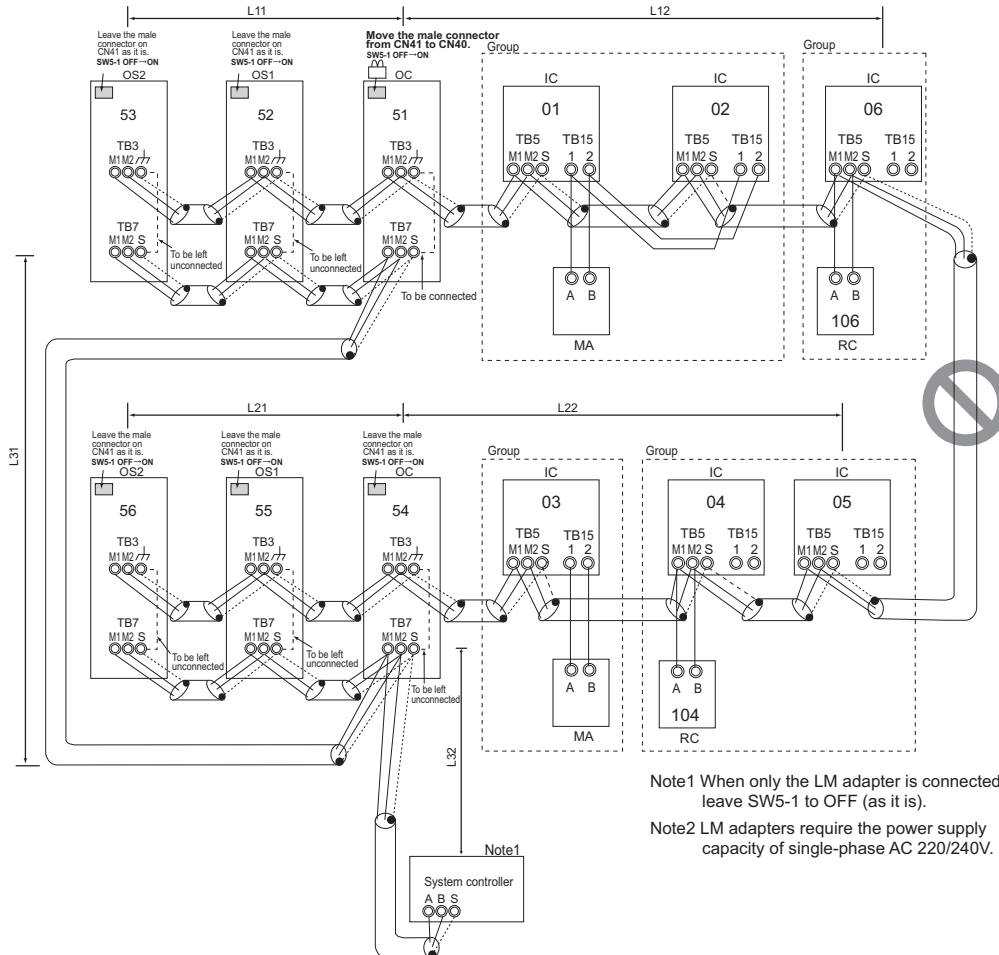 L11
L12
Leave the male
connector on
CN41 as it is.
SW5-1 OFF→ON
OS2
Leave the male
connector on
CN41 as it is.
SW5-1 OFF→ON
OS1
Move the male connector
from CN41 to CN40.
SW5-1 OFF→ON
OC
Group
Group
IC
IC
IC
53
52
51
01
02
06
TB3
TB3
TB3
TB5
TB15
TB5
TB15
TB5
TB15
M1 M2
M1 M2
M1 M2
M1 M2 S
1 2
M1 M2 S
1 2
M1 M2 S
1 2
TB7
TB7
TB7
M1 M2 S
M1 M2 S
M1 M2 S
To be left
unconnected
To be left
unconnected
To be connected
A B
MA
A B
106
RC
L31
L21
L22
Leave the male
connector on
CN41 as it is.
SW5-1 OFF→ON
OS2
Leave the male
connector on
CN41 as it is.
SW5-1 OFF→ON
OS1
Leave the male
connector on
CN41 as it is.
SW5-1 OFF→ON
OC
Group
Group
IC
IC
IC
56
55
54
03
04
05
TB3
TB3
TB3
TB5
TB15
TB5
TB15
TB5
TB15
M1 M2
M1 M2
M1 M2
M1 M2 S
1 2
M1 M2 S
1 2
M1 M2 S
1 2
TB7
TB7
TB7
M1 M2 S
M1 M2 S
M1 M2 S
To be left
unconnected
To be left
unconnected
To be left
unconnected
A B
MA
A B
104
RC
L32
Note1 When only the LM adapter is connected
leave SW5-1 to OFF (as it is).
Note2 LM adapters require the power supply
capacity of single-phase AC 220/240V.
Note1
System controller
A B S